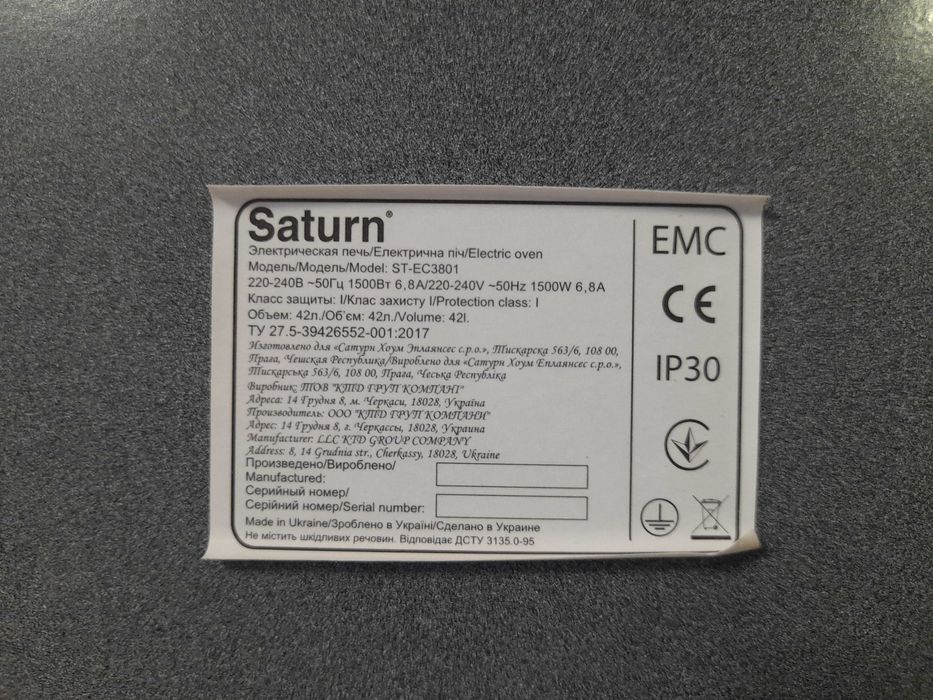 Saturn®
Электрическая печь/Електрична піч/Electric oven
Модель/Модель/Model: ST-EC3801
220-240В ~50Гц 1500Вт 6,8А/220-240V ~50Hz 1500W 6,8A
Класс защиты: I/Клас захисту I/Protection class: I
Объем: 42л./Об'єм: 42л./Volume: 42l.
ТУ 27.5-39426552-001:2017
Изготовлено для «Сатурн Хоум Эплаянсес с.р.о.», Тискарска 563/6, 108 00,
Прага, Чешская Республика/Вироблено для «Сатурн Хоум Еплаянсес с.р.о.»,
Тискарська 563/6, 108 00, Прага, Чеська Республіка
Виробник: ТОВ "КТД ГРУП КОМПАНІ"
Адреса: 14 Грудня 8, м. Черкаси, 18028, Україна
Производитель: ООО "КТД ГРУП КОМПАНИ"
Адрес: 14 Грудня 8, г. Черкассы, 18028, Украина
Manufacturer: LLC KTD GROUP COMPANY
Address: 8, 14 Grudnia str., Cherkassy, 18028, Ukraine
Произведено/Вироблено/
Manufactured:
Серийный номер/
Серійний номер/Serial number:
Made in Ukraine/Зроблено в Україні/Сделано в Украине
Не містить шкідливих речовин. Відповідає ДСТУ 3135.0-95
EMC
CE
IP30